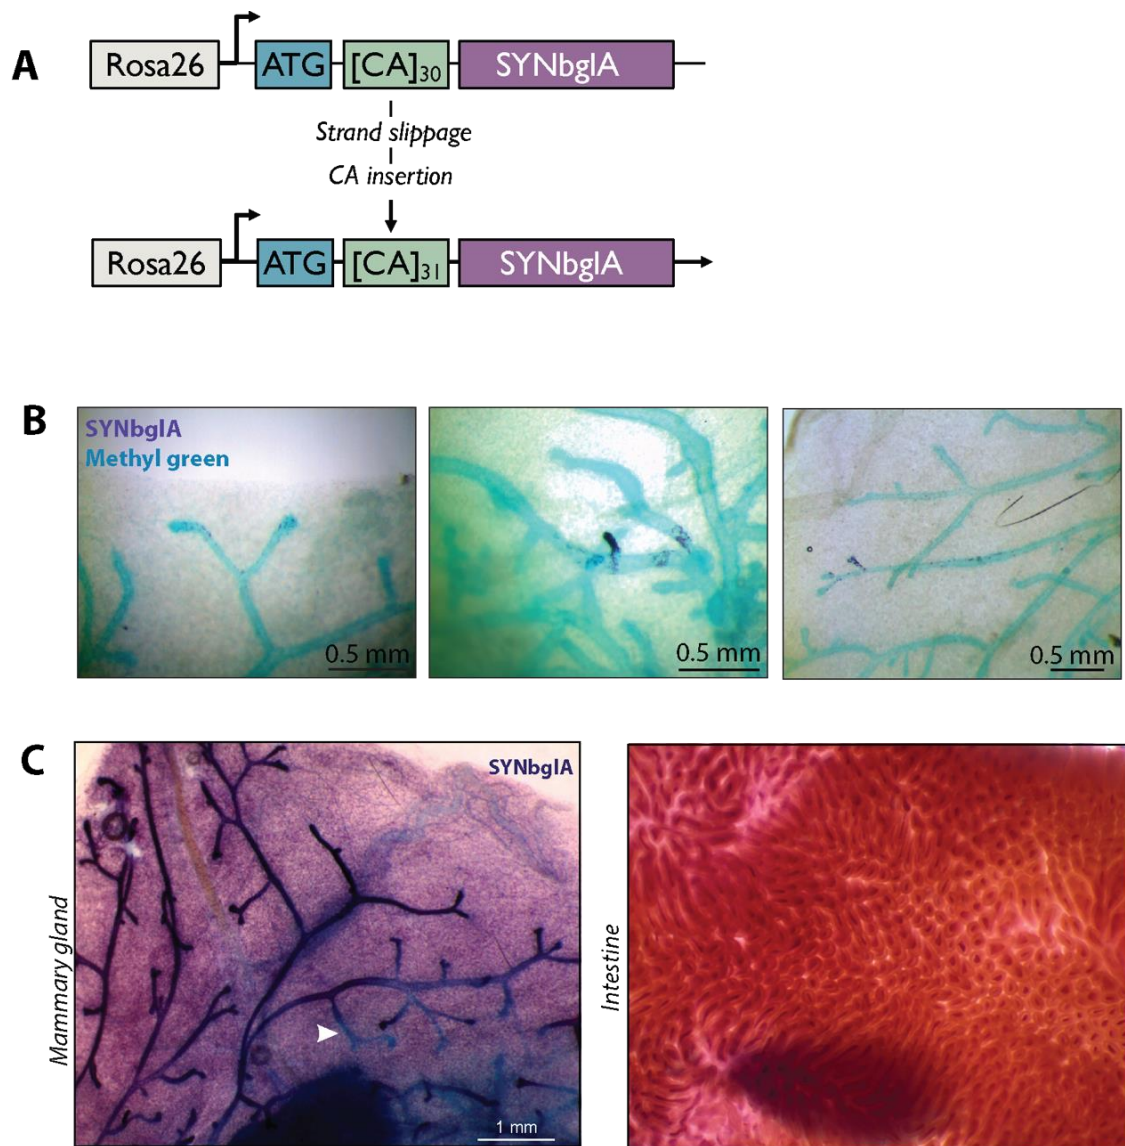 A
Rosa26 ATG [CA]30 SYNbglA
Strand slippage
CA insertion
Rosa26 ATG [CA]31 SYNbglA
B
SYNbglA
Methyl green
0.5 mm
0.5 mm
0.5 mm
C
Mammary gland
SYNbglA
1 mm
Intestine